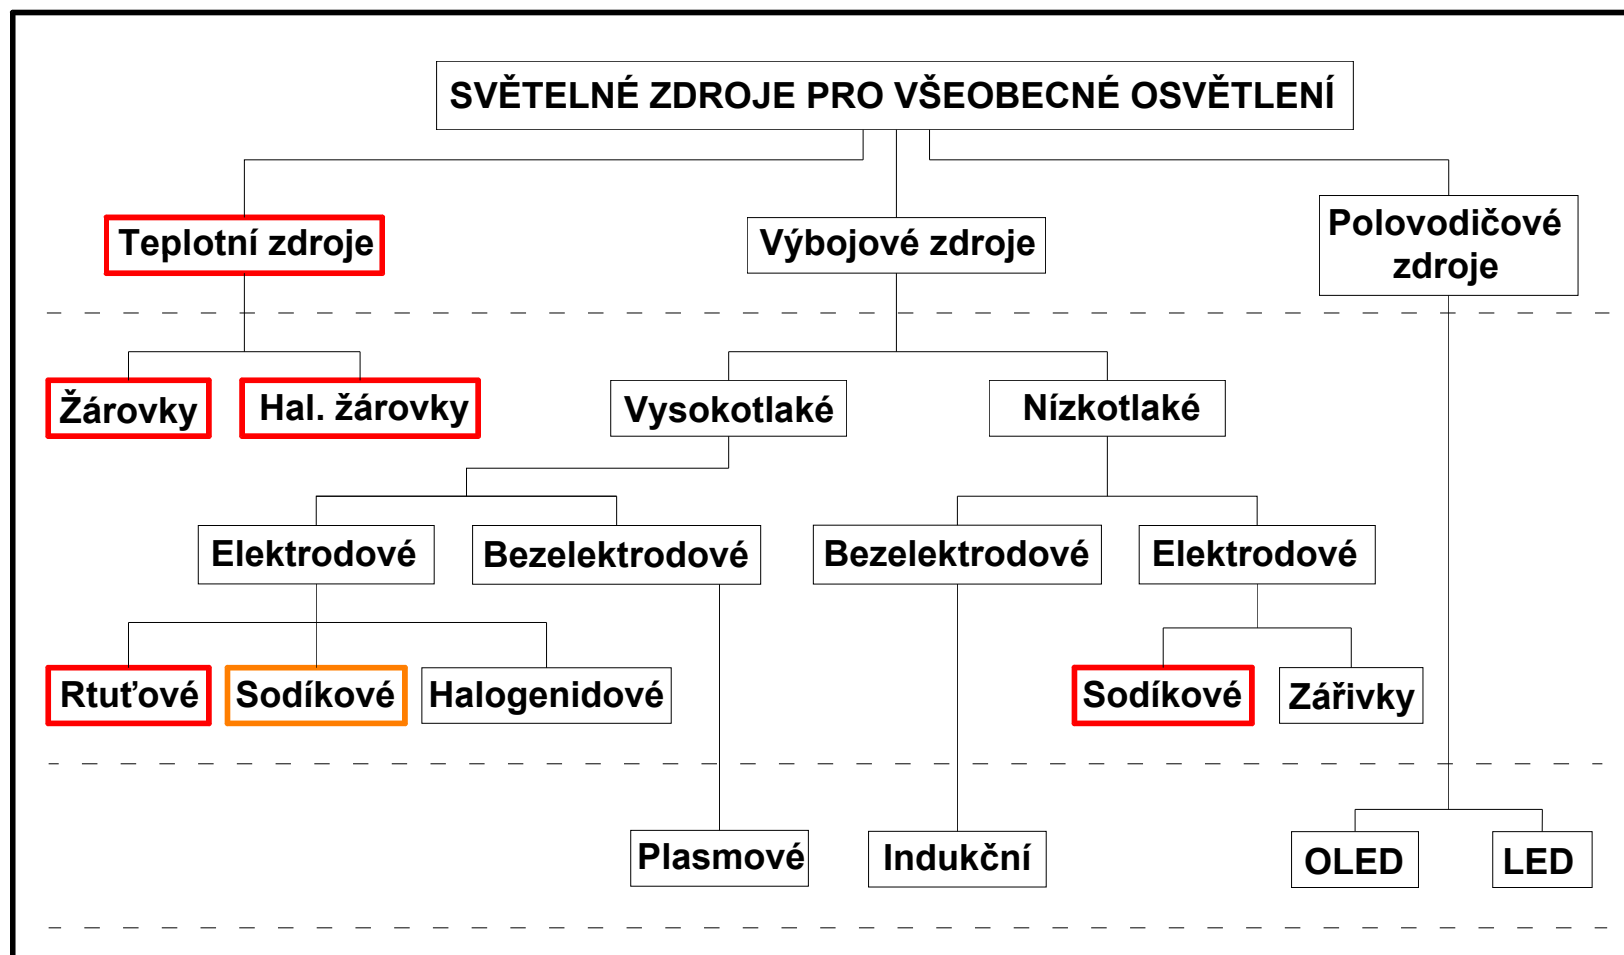 SVĚTELNÉ ZDROJE PRO VŠEOBECNÉ OSVĚTLENÍ
Teplotní zdroje
Výbojové zdroje
Polovodičové
zdroje
Žárovky
Hal. žárovky
Vysokotlaké
Nízkotlaké
Elektrodové
Bezelektrodové
Bezelektrodové
Elektrodové
Rtuťové
Sodíkové
Halogenidové
Sodíkové
Zářivky
Plasmové
Indukční
OLED
LED